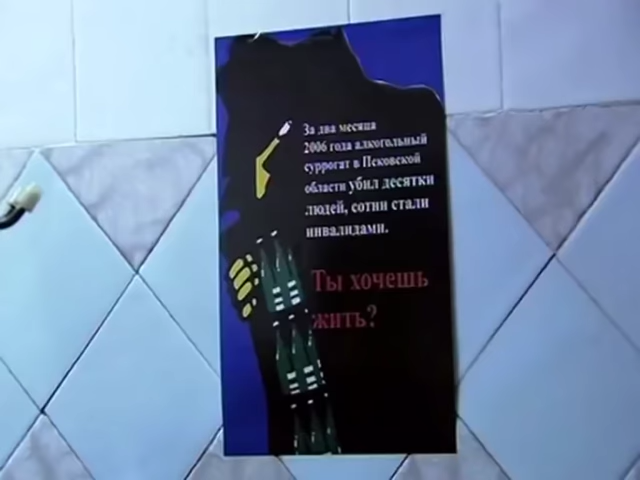 За два месяца
2006 года алкогольный
суррогат в Псковской
области убил десятки
людей, сотни стали
инвалидами.
Ты хочешь
жить?